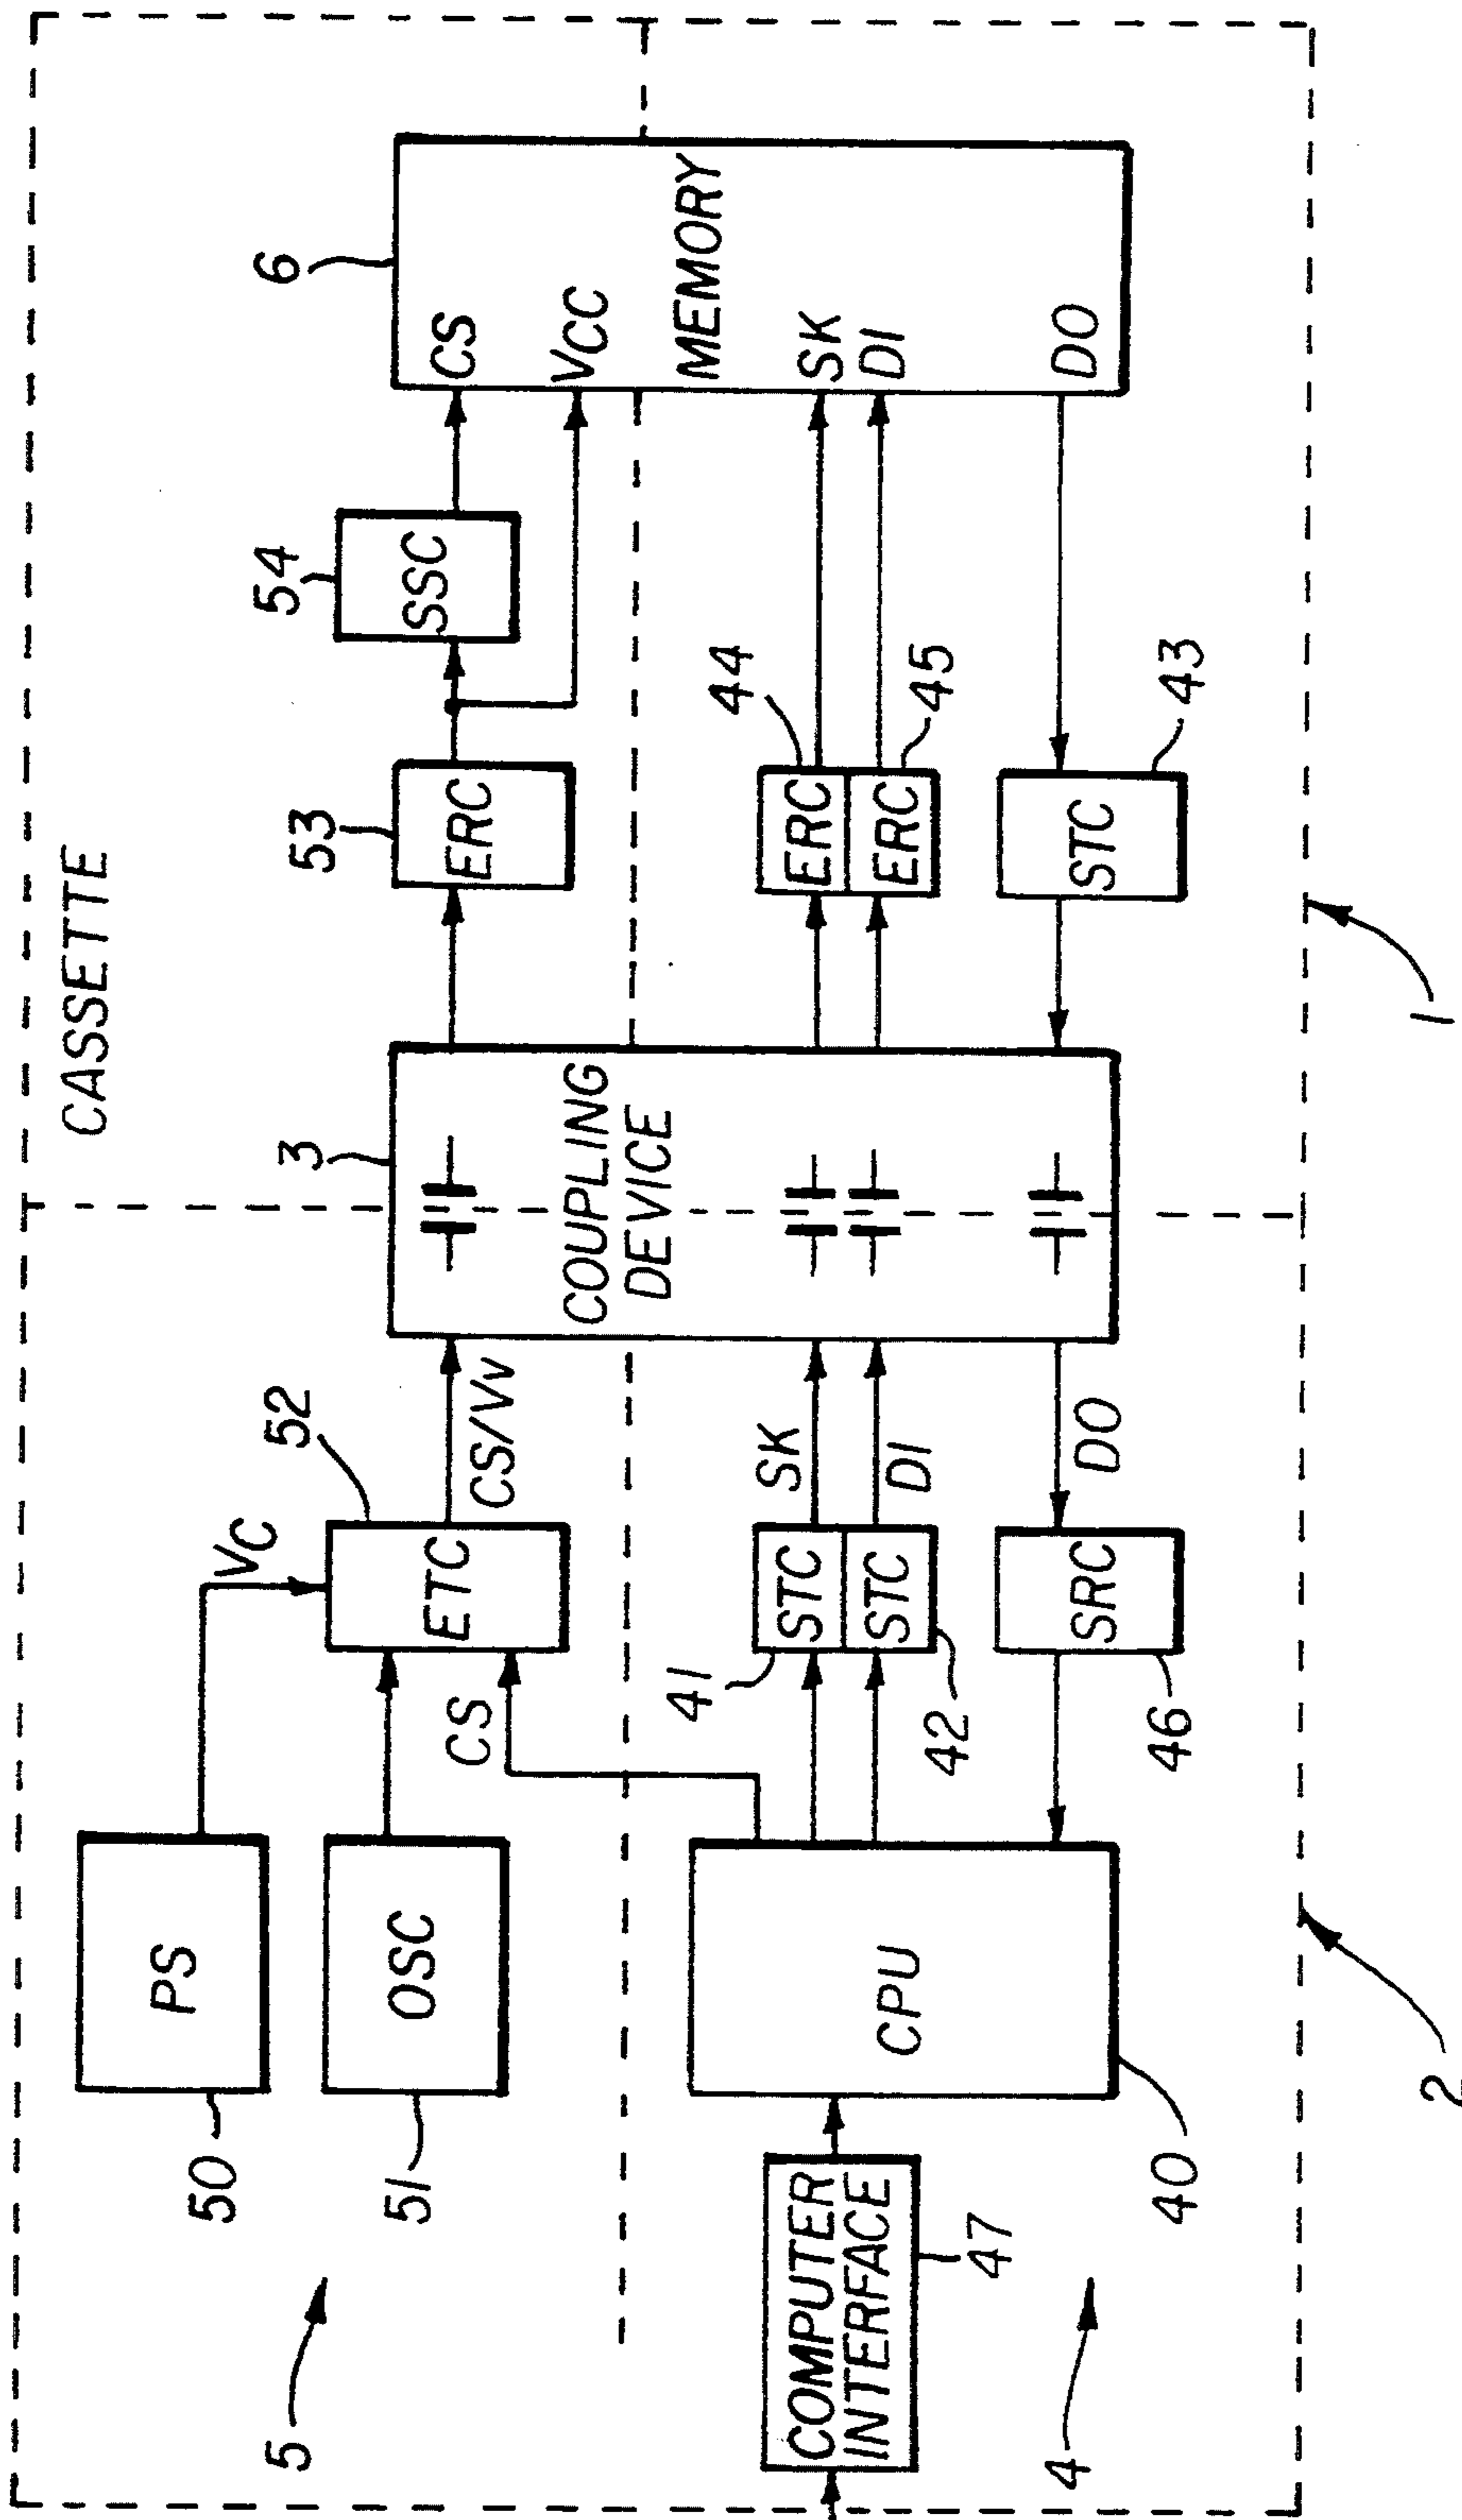 CASSETTE
PS
50
OSC
51
5
VC
ETC
52
CS
CS/Vv
3
COUPLING
DEVICE
ERC
53
SSC
54
6
CS
VCC
MEMORY
SK
DI
DO
COMPUTER
INTERFACE
47
CPU
40
4
STC
41
STC
42
SK
DI
SRC
46
DO
ERC
44
ERC
45
STC
43
2
1